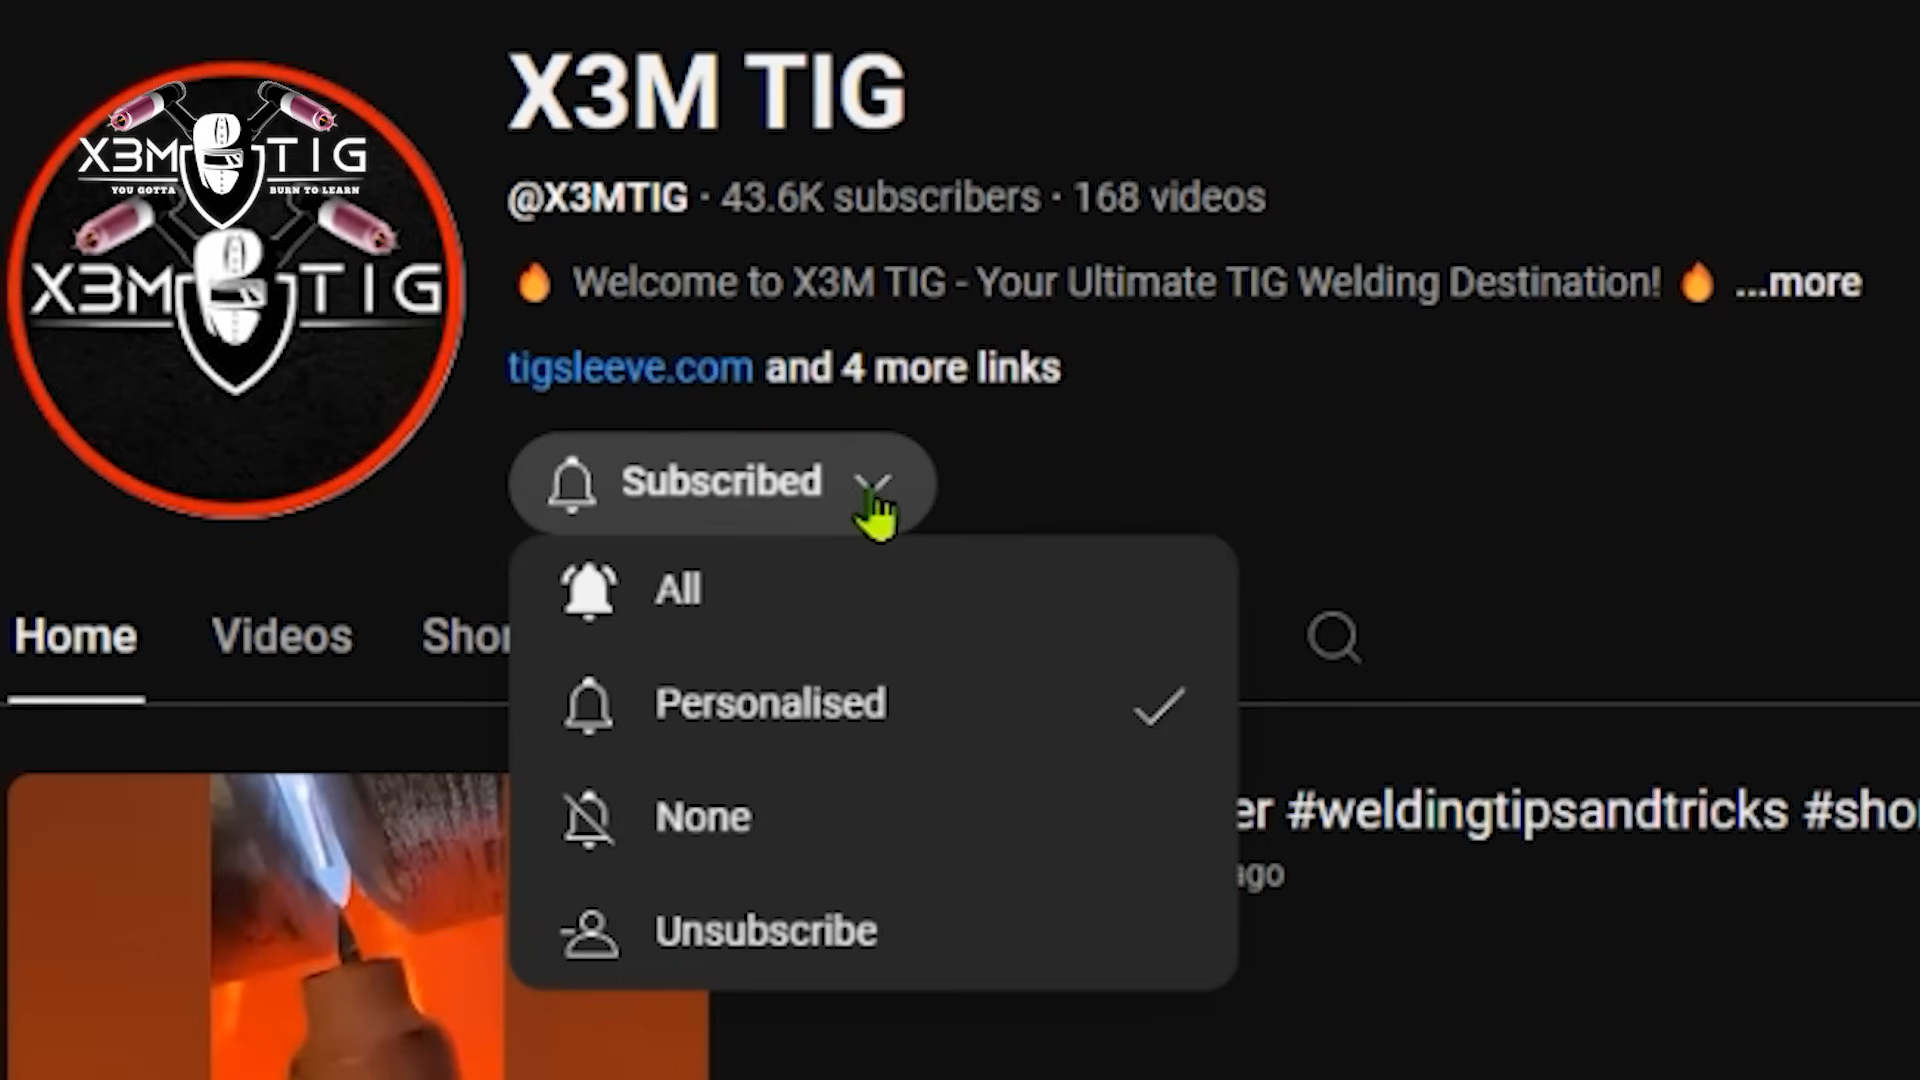 X3M TIG
YOU GOTTA BURN TO LEARN
X3M TIG
X3M TIG
@X3MTIG · 43.6K subscribers · 168 videos
🔥 Welcome to X3M TIG - Your Ultimate TIG Welding Destination! 🔥 ...more
tigsleeve.com and 4 more links
Subscribed
All
Personalised
None
Unsubscribe
Home Videos Shor
er #weldingtipsandtricks #sho
ago